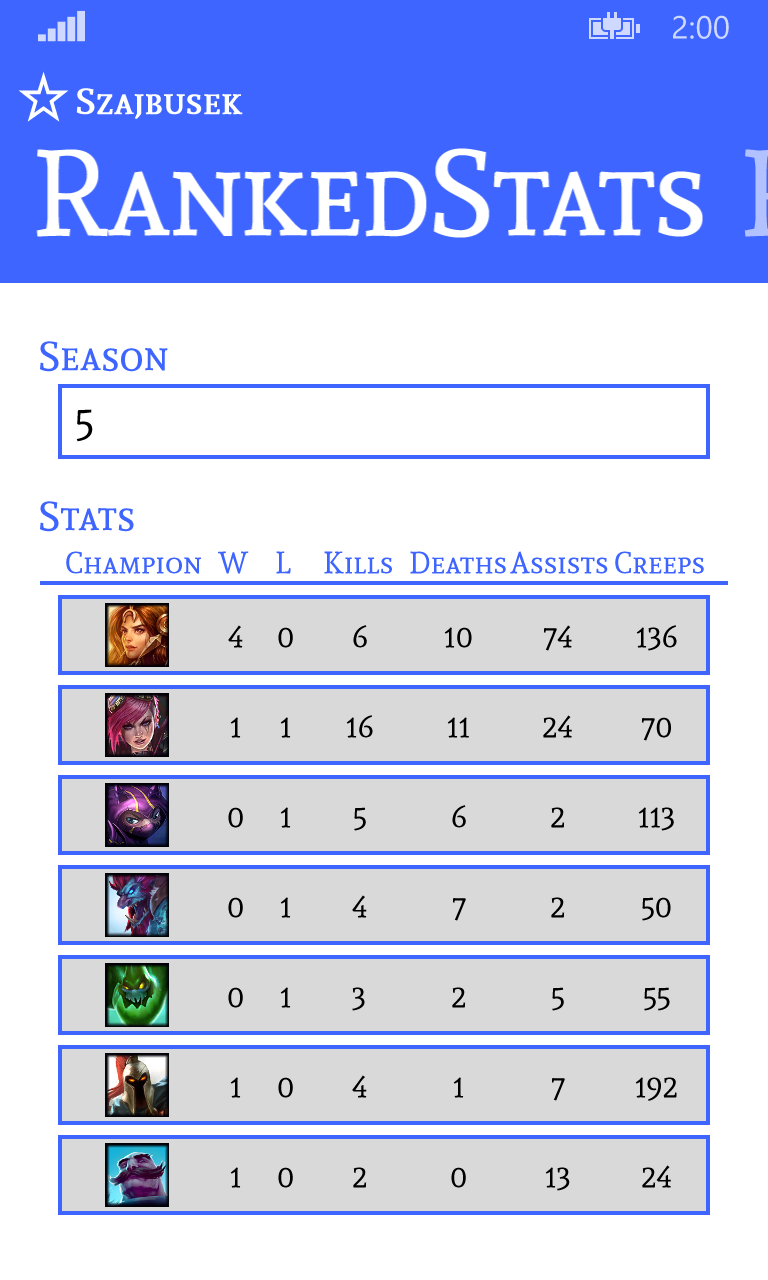 2:00
Szajbusek
RankedStats
Season
5
Stats
Champion W L Kills Deaths Assists Creeps
4 0 6 10 74 136
1 1 16 11 24 70
0 1 5 6 2 113
0 1 4 7 2 50
0 1 3 2 5 55
1 0 4 1 7 192
1 0 2 0 13 24